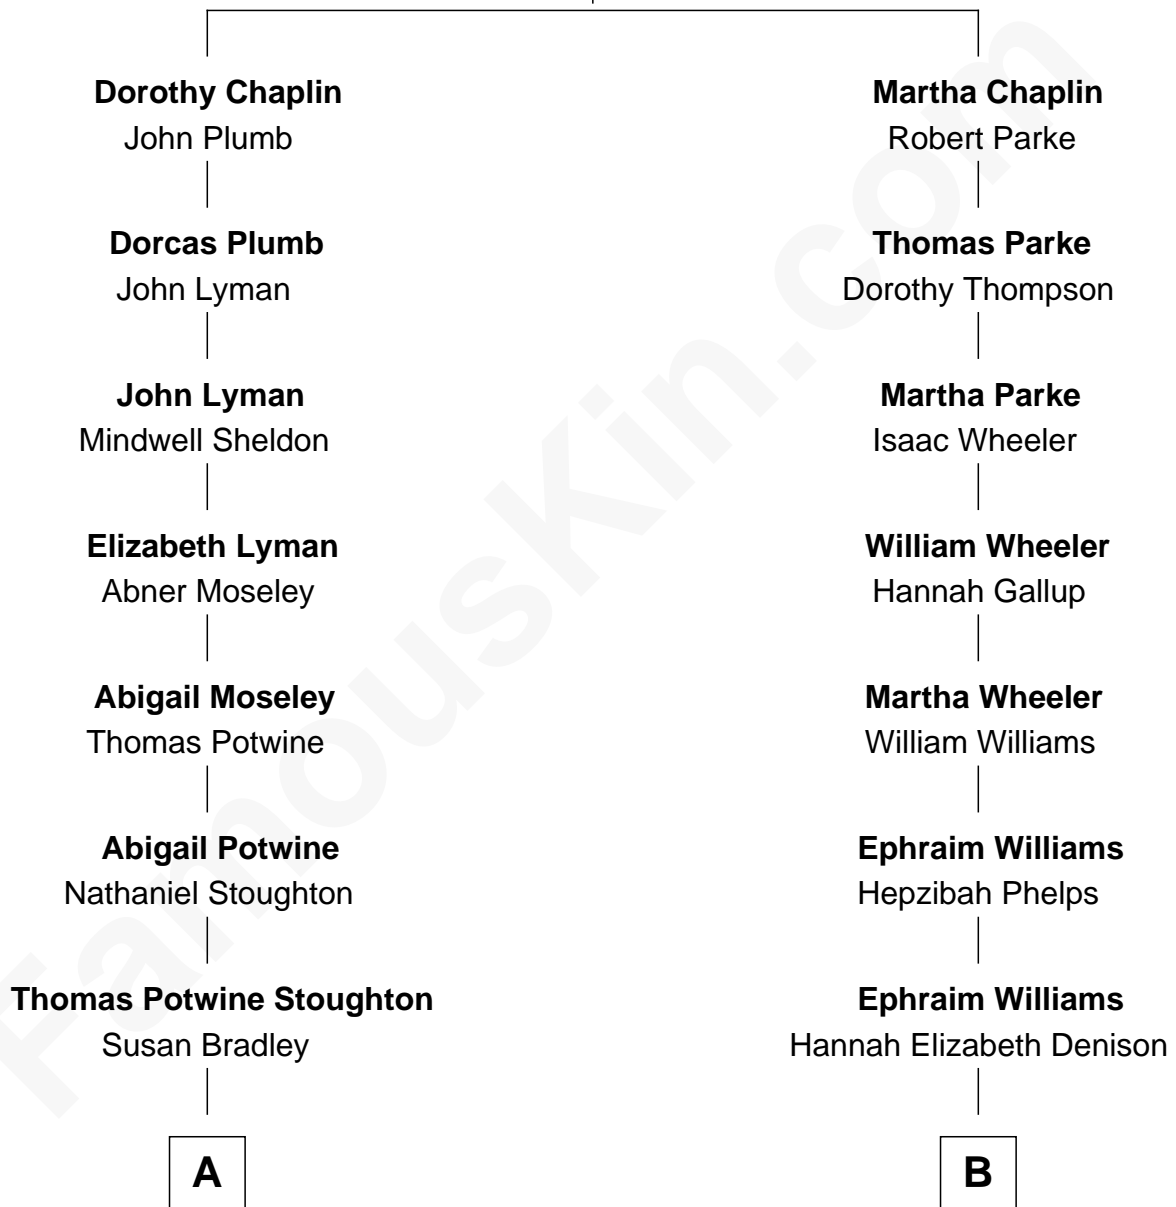 Dorothy Chaplin
John Plumb
Dorcas Plumb
John Lyman
John Lyman
Mindwell Sheldon
Elizabeth Lyman
Abner Moseley
Abigail Moseley
Thomas Potwine
Abigail Potwine
Nathaniel Stoughton
Thomas Potwine Stoughton
Susan Bradley
A
Martha Chaplin
Robert Parke
Thomas Parke
Dorothy Thompson
Martha Parke
Isaac Wheeler
William Wheeler
Hannah Gallup
Martha Wheeler
William Williams
Ephraim Williams
Hepzibah Phelps
Ephraim Williams
Hannah Elizabeth Denison
B
FamousKin.com